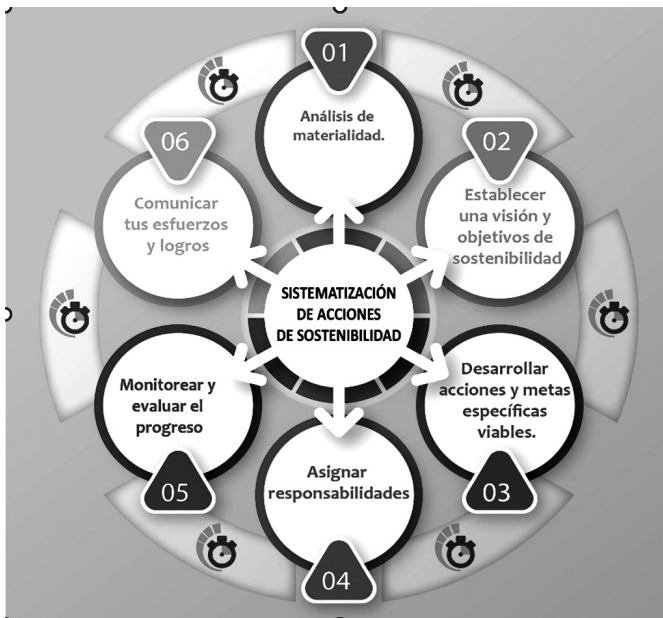 01
Análisis de
materialidad.
02
Establecer
una visión y
objetivos de
sostenibilidad
03
Desarrollar
acciones y metas
específicas
viables.
04
Asignar
responsabilidades
05
Monitorear y
evaluar el
progreso
06
Comunicar
tus esfuerzos
y logros
SISTEMATIZACIÓN
DE ACCIONES
DE SOSTENIBILIDAD